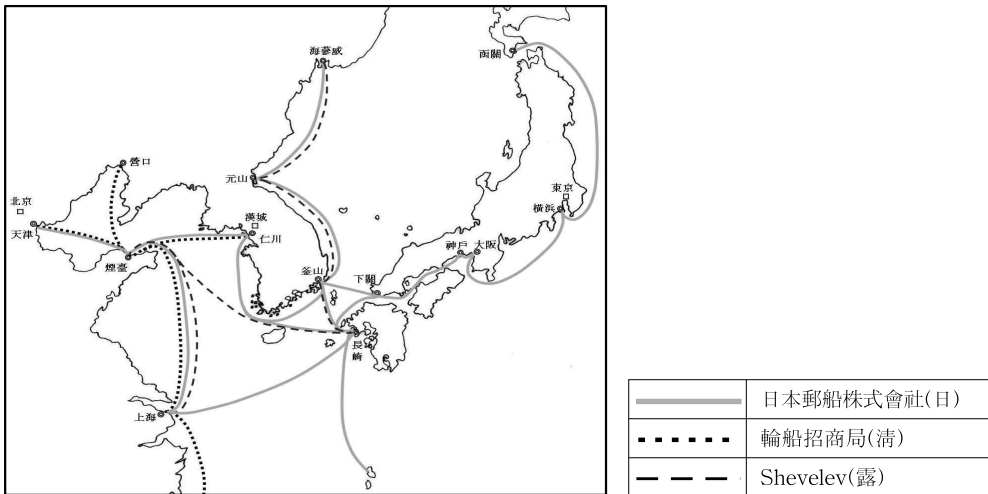 海蔘威
函關
營口
元山
東京
北京
漢城
橫浜
天津
仁川
神戶
大阪
煙臺
釜山
下關
長崎
上海
日本郵船株式會社(日)
輪船招商局(淸)
Shevelev(露)